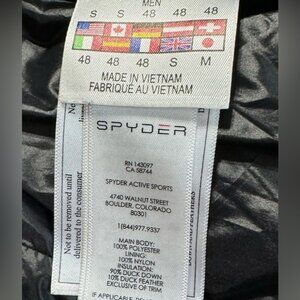 MEN
S S 48 48 48
48 48 48 S M
MADE IN VIETNAM
FABRIQUÉ AU VIETNAM
SPYDER
RN 143097
CA 58744
SPYDER ACTIVE SPORTS
4740 WALNUT STREET
BOULDER, COLORADO
80301
1(844)977.9337
MAIN BODY:
100% POLYESTER
LINING:
100% NYLON
INSULATION:
90% DUCK DOWN
10% DUCK FEATHER
EXCLUSIVE OF TRIM
IF APPLICABLE
Not to be removed until
delivered to the consumer